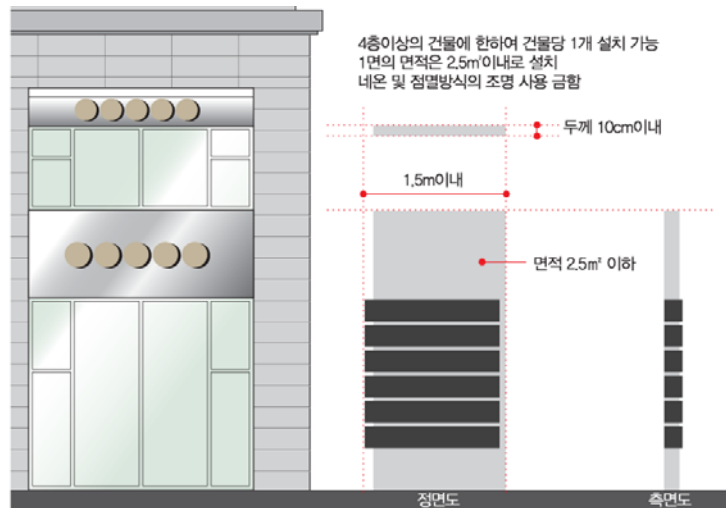 4층이상의 건물에 한하여 건물당 1개 설치 가능
1면의 면적은 2.5㎡이내로 설치
네온 및 점멸방식의 조명 사용 금함
두께 10cm이내
1.5m이내
면적 2.5㎡ 이하
정면도
측면도